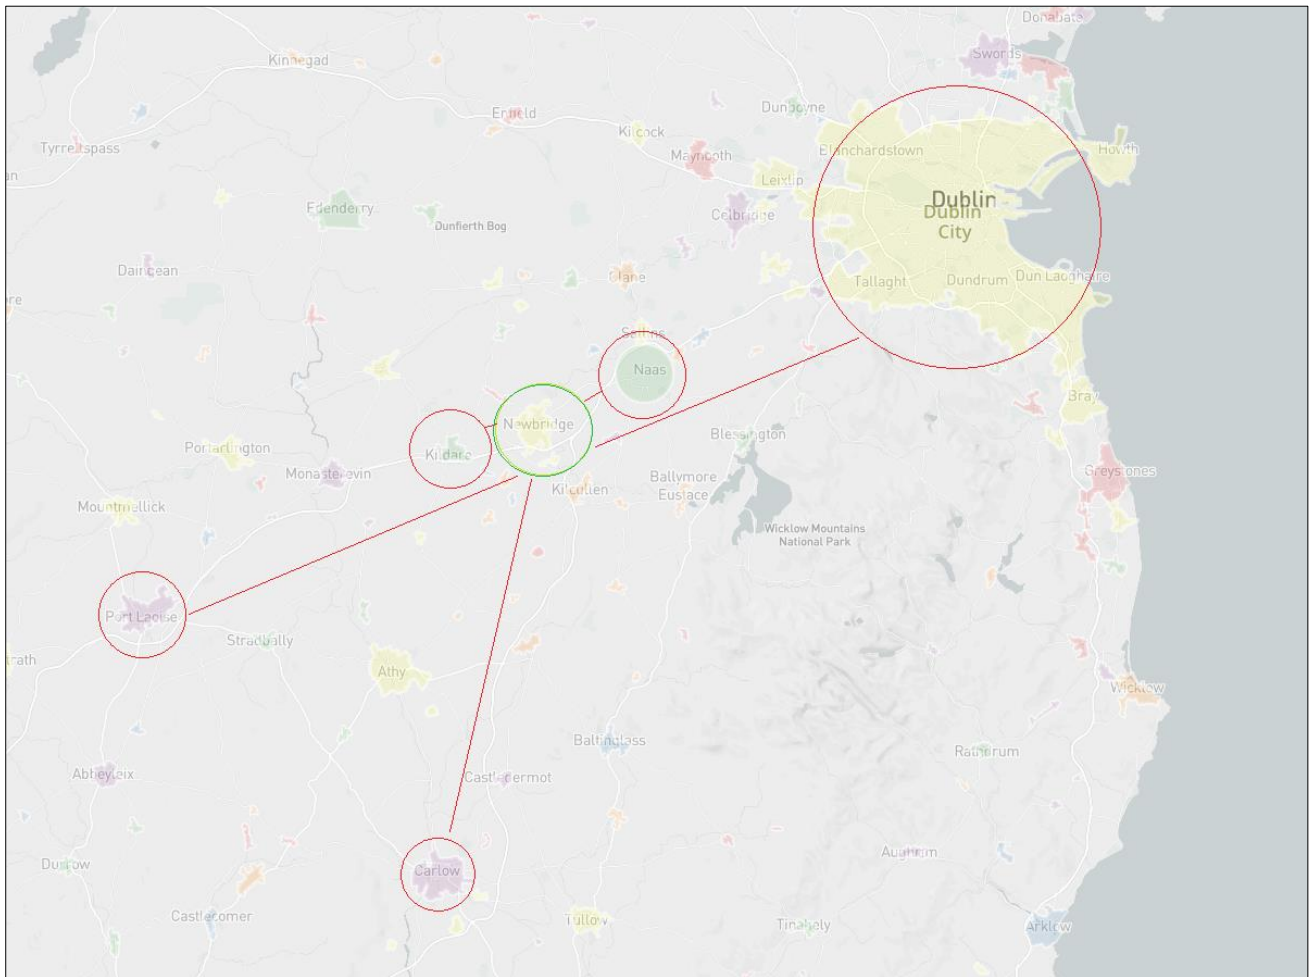 Donabate
Swords
Kinnegad
Dunboyne
Enfield
Kilcock
Tyrrellspass
Maynooth
Blanchardstown
Howth
an
Leixlip
Dublin
Edenderry
Celbridge
Dublin
City
Dunfierth Bog
Daingean
Clane
Tallaght
Dundrum
Dun Laoghaire
ere
Sallins
Naas
Bray
Newbridge
Blessington
Portarlington
Kildare
Monasterevin
Ballymore
Eustace
Greystones
Kilcullen
Mountmellick
Wicklow Mountains
National Park
Port Laoise
Stradbally
rath
Athy
Wicklow
Baltinglass
Rathdrum
Abbeyleix
Castledermot
Durrow
Carlow
Aughrim
Castlecomer
Tullow
Tinahely
Arklow